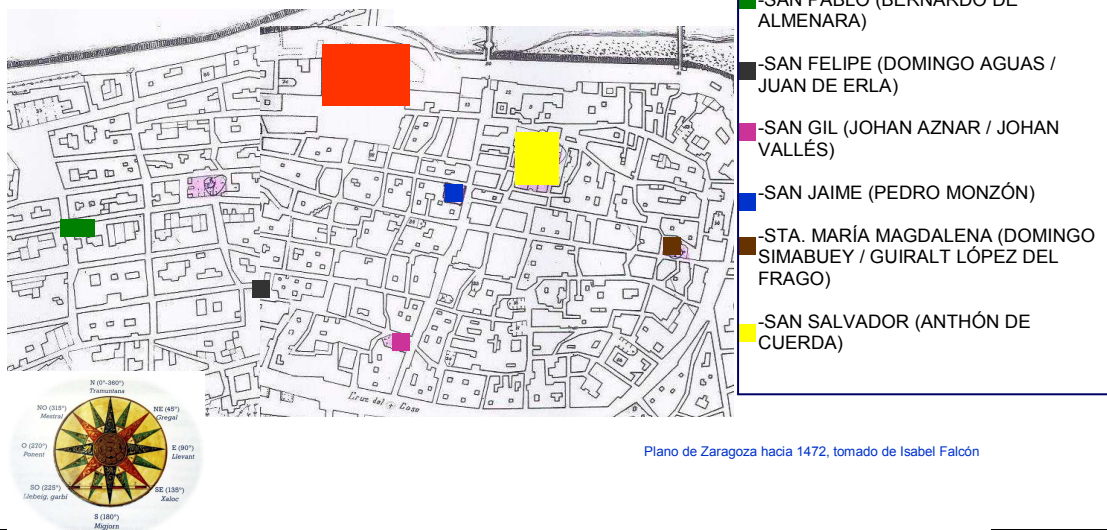 -SAN PABLO (BERNARDO DE
ALMENARA)
-SAN FELIPE (DOMINGO AGUAS /
JUAN DE ERLA)
-SAN GIL (JOHAN AZNAR / JOHAN
VALLÉS)
-SAN JAIME (PEDRO MONZÓN)
-STA. MARÍA MAGDALENA (DOMINGO
SIMABUEY / GUIRALT LÓPEZ DEL
FRAGO)
-SAN SALVADOR (ANTHÓN DE
CUERDA)
Cruz del Coso
N (0°-360°)
Tramuntana
NO (315°)
Mestral
NE (45°)
Gregal
O (270°)
Ponent
E (90°)
Llevant
SO (225°)
Llebeig, garbí
SE (135°)
Xaloc
S (180°)
Migjorn
Plano de Zaragoza hacia 1472, tomado de Isabel Falcón